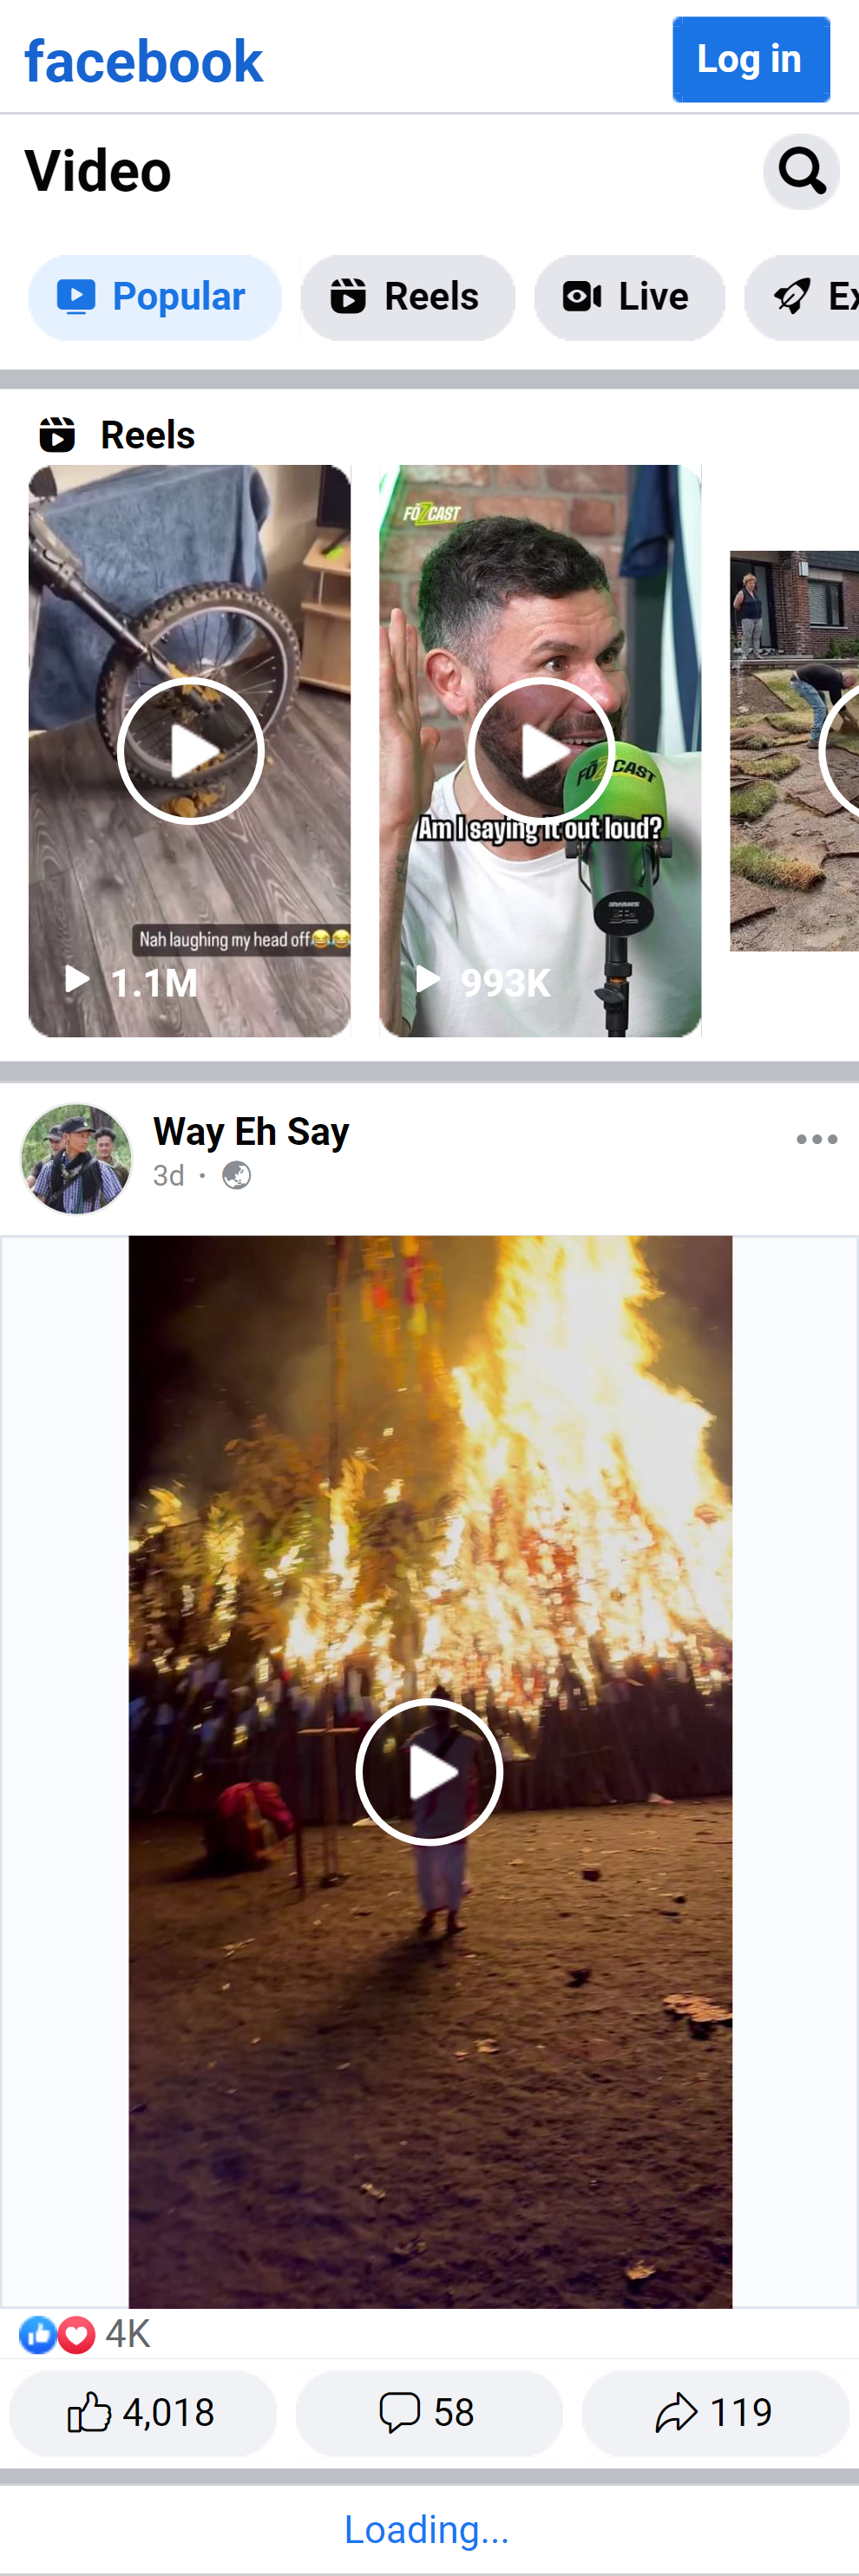 facebook
Log in
Video
Popular
Reels
Live
Ex
Reels
Nah laughing my head off😂😂
1.1M
FOZCAST
FOZCAST
Am I saying it out loud?
993K
Way Eh Say
3d ·
4K
4,018
58
119
Loading...